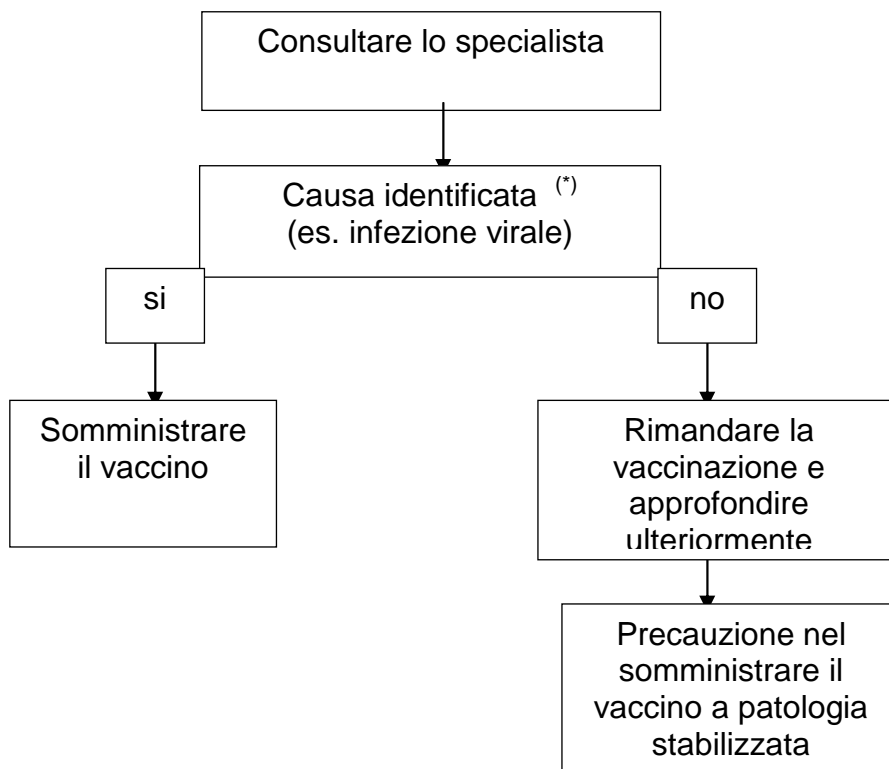 Consultare lo specialista
Causa identificata (*)
(es. infezione virale)
si
no
Somministrare
il vaccino
Rimandare la
vaccinazione e
approfondire
ulteriormente
Precauzione nel
somministrare il
vaccino a patologia
stabilizzata